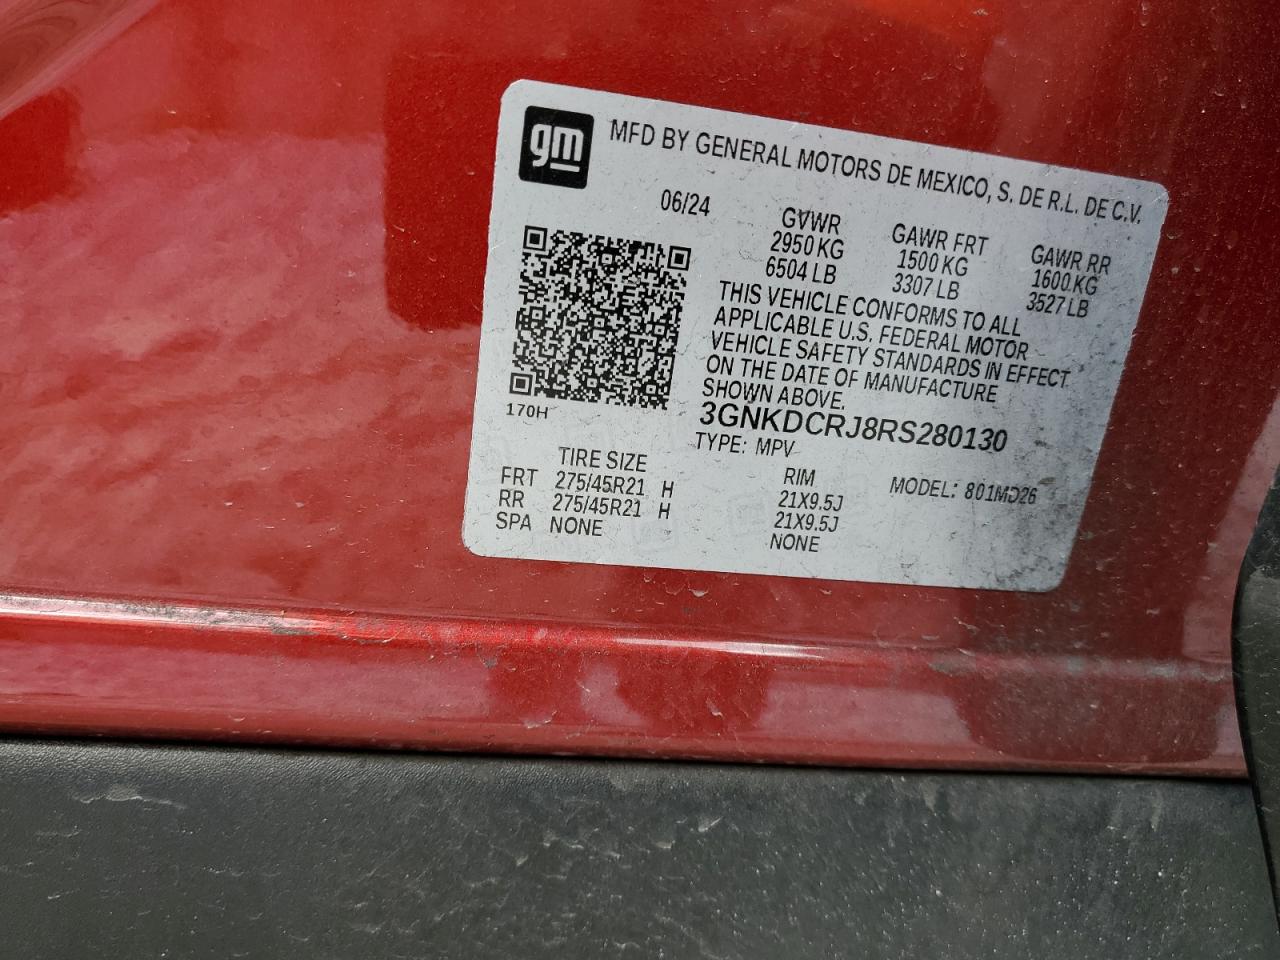 gm
MFD BY GENERAL MOTORS DE MEXICO, S. DE R.L. DE C.V.
06/24
GVWR
2950 KG
6504 LB
GAWR FRT
1500 KG
3307 LB
GAWR RR
1600 KG
3527 LB
THIS VEHICLE CONFORMS TO ALL
APPLICABLE U.S. FEDERAL MOTOR
VEHICLE SAFETY STANDARDS IN EFFECT
ON THE DATE OF MANUFACTURE
SHOWN ABOVE.
170H
3GNKDCRJ8RS280130
TYPE: MPV
MODEL: 801MD26
TIRE SIZE
RIM
FRT 275/45R21 H 21X9.5J
RR 275/45R21 H 21X9.5J
SPA NONE NONE